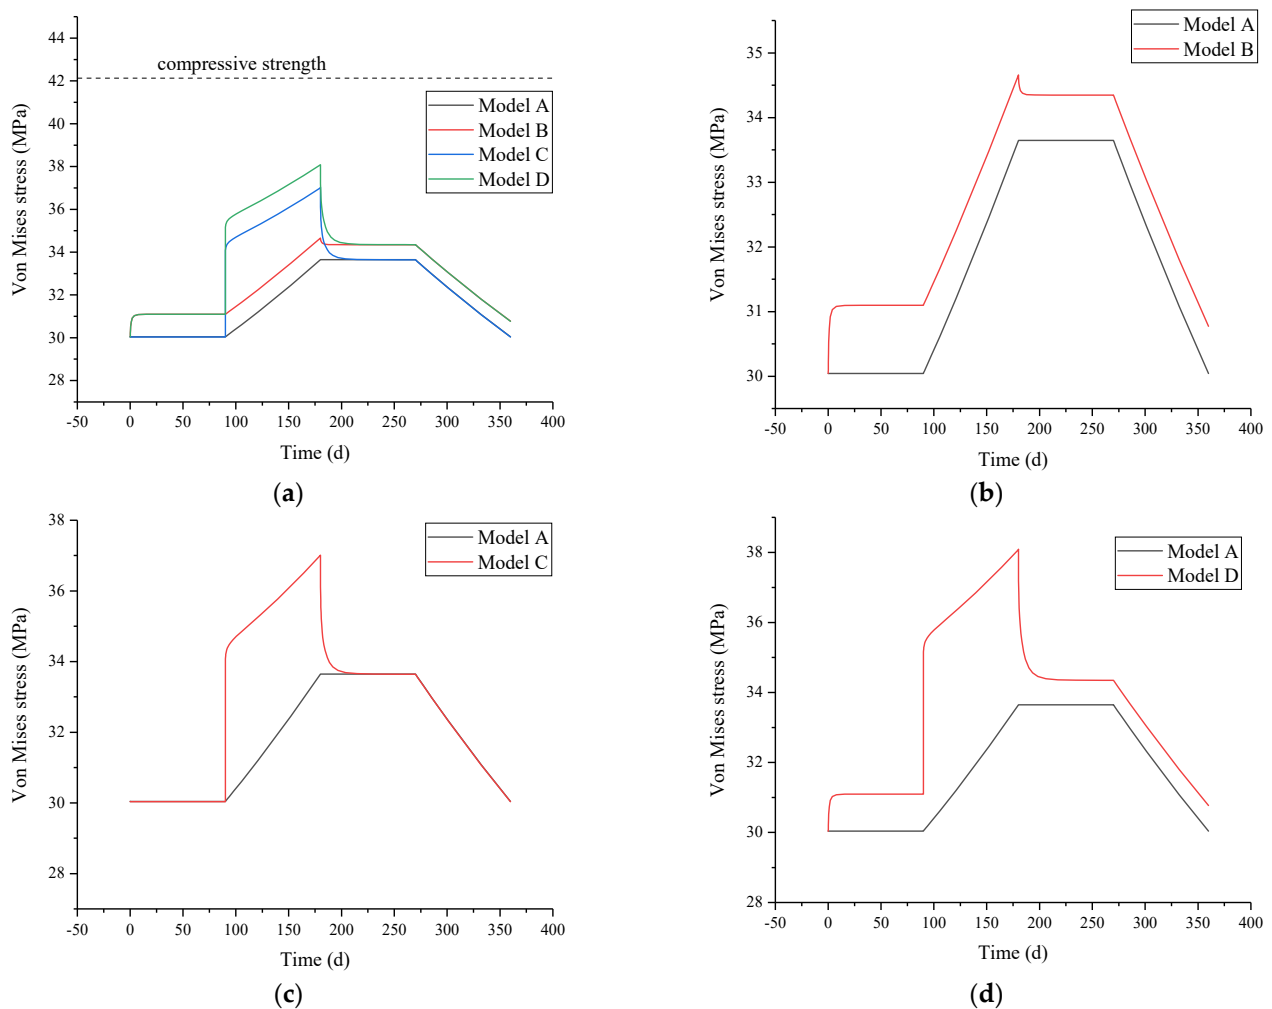 44
42
40
38
36
34
32
30
28
Von Mises stress (MPa)
compressive strength
Model A
Model B
Model C
Model D
-50 0 50 100 150 200 250 300 350 400
Time (d)
(a)
35
34
33
32
31
30
Von Mises stress (MPa)
Model A
Model B
-50 0 50 100 150 200 250 300 350 400
Time (d)
(b)
38
36
34
32
30
28
Von Mises stress (MPa)
Model A
Model C
-50 0 50 100 150 200 250 300 350 400
Time (d)
(c)
38
36
34
32
30
28
Von Mises stress (MPa)
Model A
Model D
-50 0 50 100 150 200 250 300 350 400
Time (d)
(d)